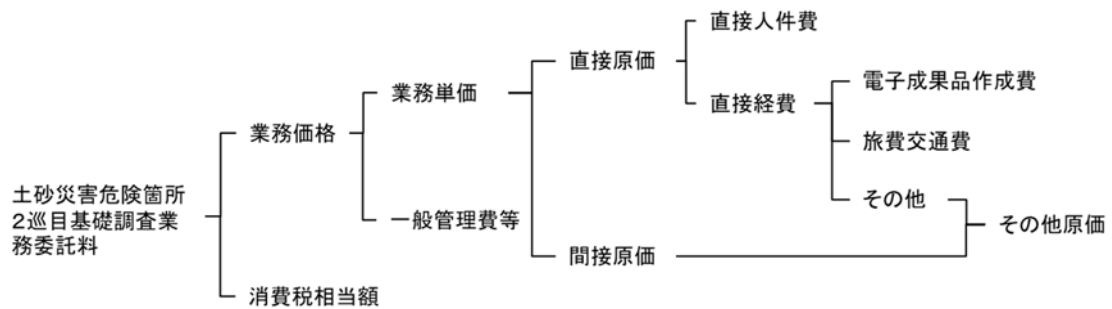 土砂災害危険箇所
2巡目基礎調査業
務委託料
業務価格
消費税相当額
業務単価
一般管理費等
直接原価
間接原価
直接人件費
直接経費
電子成果品作成費
旅費交通費
その他
その他原価